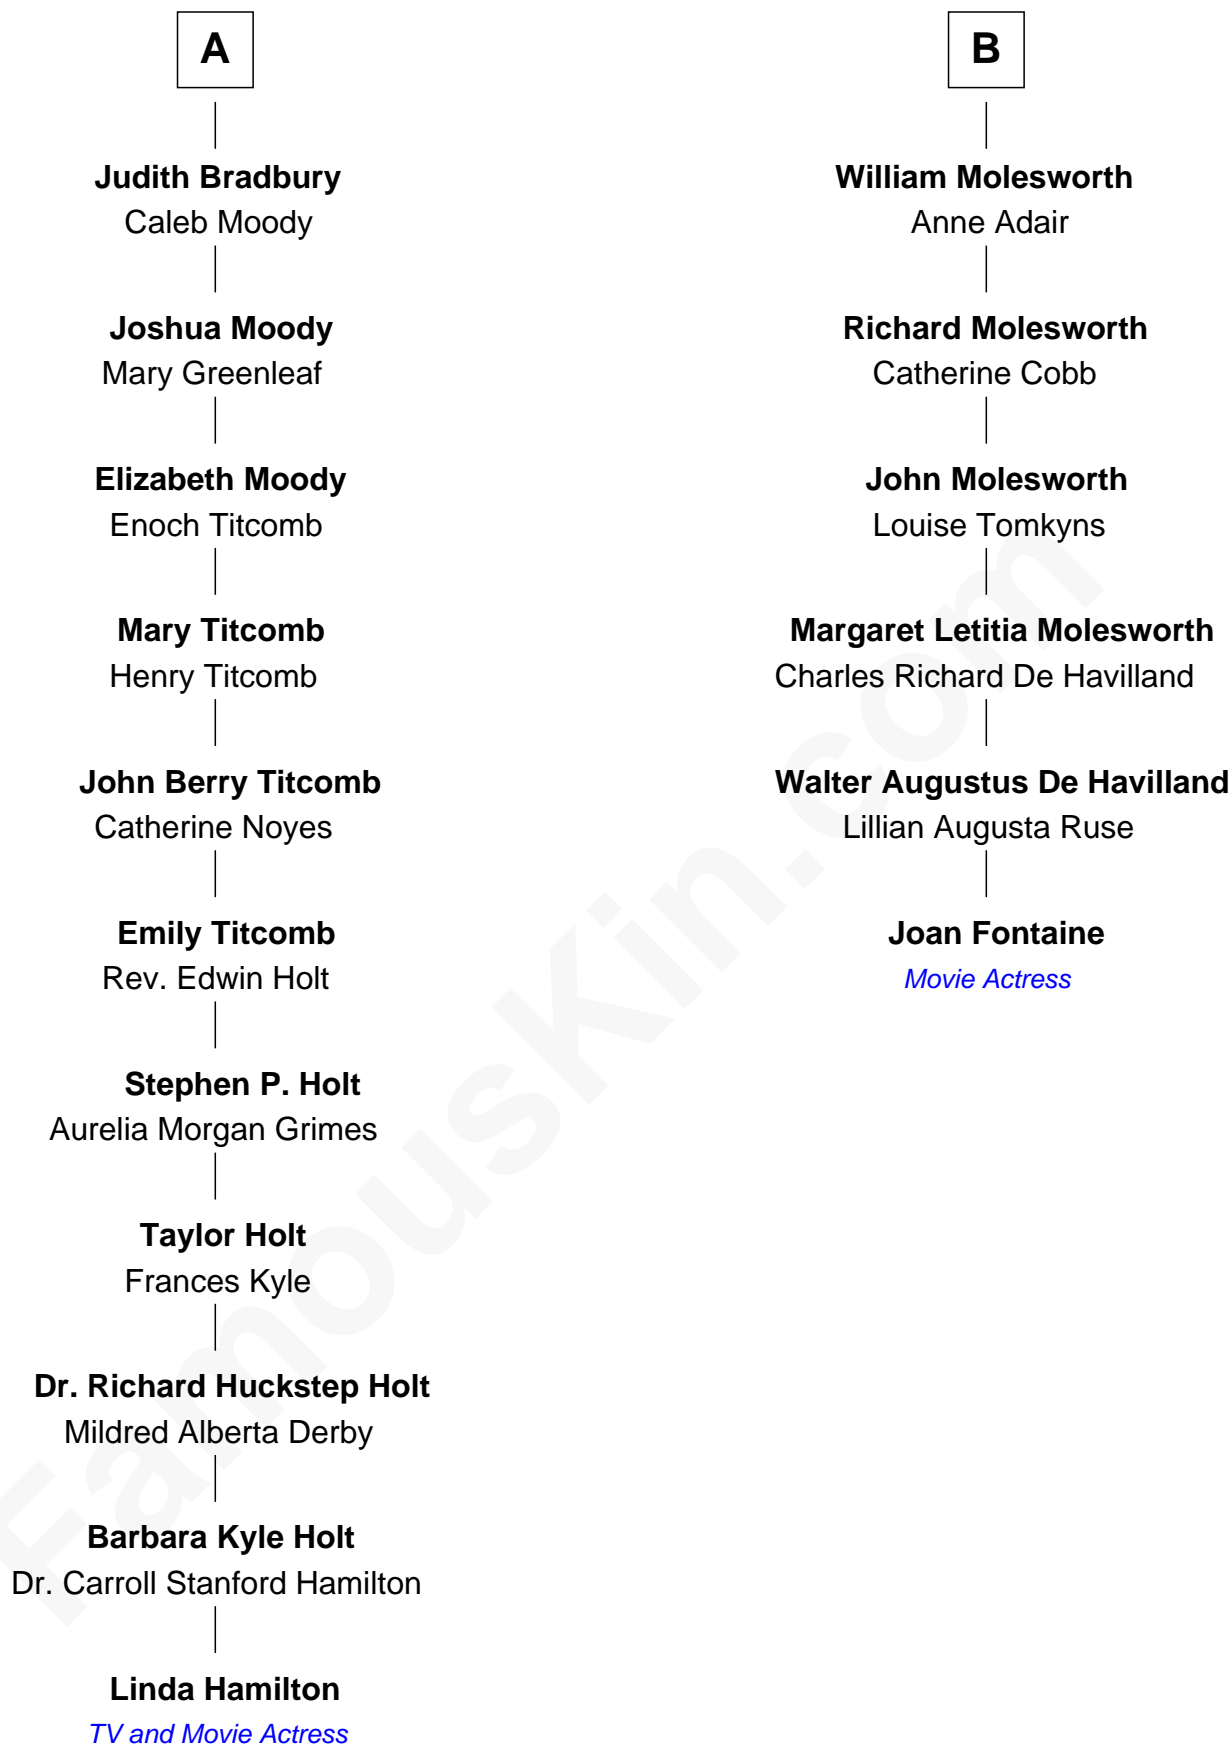 A
Judith Bradbury
Caleb Moody
Joshua Moody
Mary Greenleaf
Elizabeth Moody
Enoch Titcomb
Mary Titcomb
Henry Titcomb
John Berry Titcomb
Catherine Noyes
Emily Titcomb
Rev. Edwin Holt
Stephen P. Holt
Aurelia Morgan Grimes
Taylor Holt
Frances Kyle
Dr. Richard Huckstep Holt
Mildred Alberta Derby
Barbara Kyle Holt
Dr. Carroll Stanford Hamilton
Linda Hamilton
TV and Movie Actress
B
William Molesworth
Anne Adair
Richard Molesworth
Catherine Cobb
John Molesworth
Louise Tomkyns
Margaret Letitia Molesworth
Charles Richard De Havilland
Walter Augustus De Havilland
Lillian Augusta Ruse
Joan Fontaine
Movie Actress
FamousKin.com